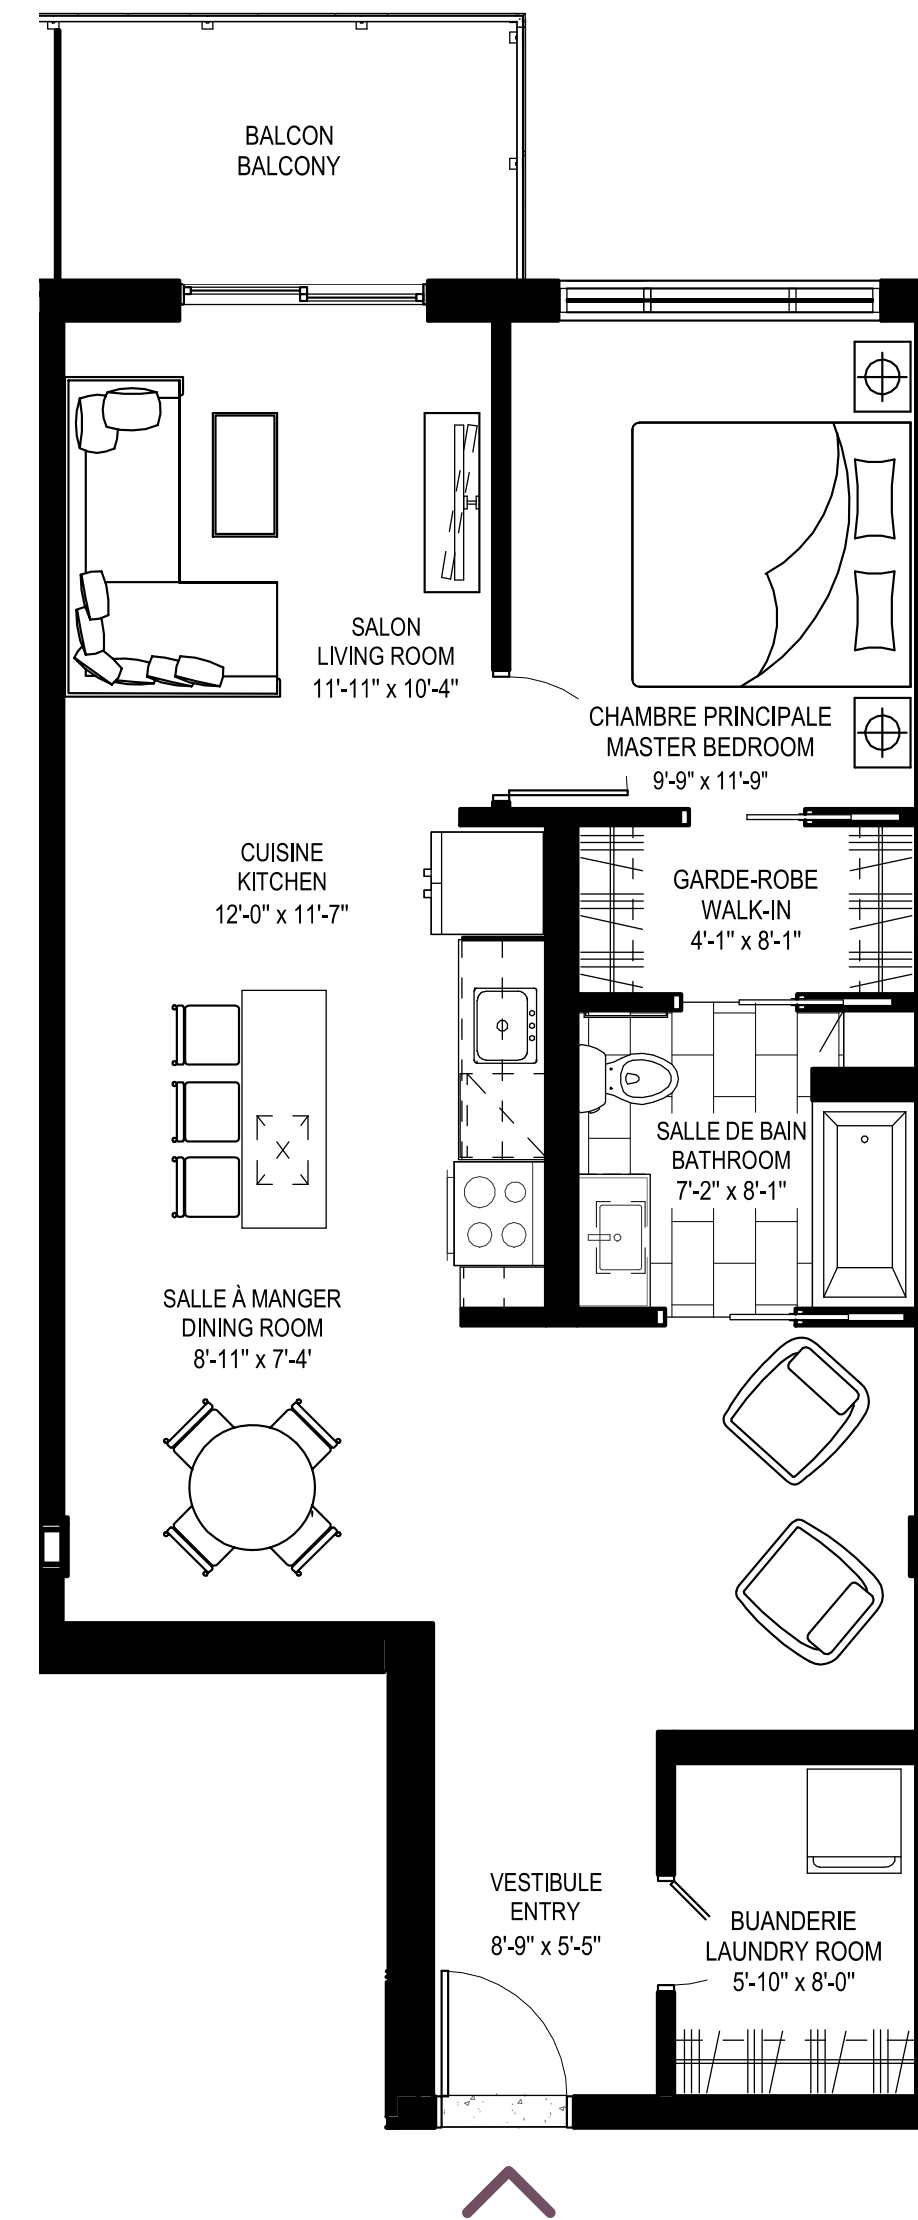 BALCON
BALCONY
SALON
LIVING ROOM
11'-11" x 10'-4"
CHAMBRE PRINCIPALE
MASTER BEDROOM
9'-9" x 11'-9"
CUISINE
KITCHEN
12'-0" x 11'-7"
GARDE-ROBE
WALK-IN
4'-1" x 8'-1"
SALLE DE BAIN
BATHROOM
7'-2" x 8'-1"
SALLE À MANGER
DINING ROOM
8'-11" x 7'-4'
VESTIBULE
ENTRY
8'-9" x 5'-5"
BUANDERIE
LAUNDRY ROOM
5'-10" x 8'-0"